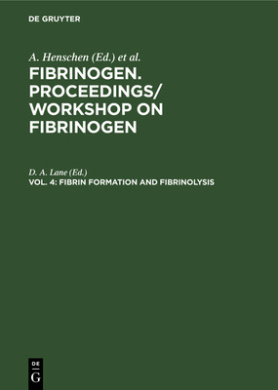 DE GRUYTER
A. Henschen (Ed.) et al.
FIBRINOGEN.
PROCEEDINGS/
WORKSHOP ON
FIBRINOGEN
D. A. Lane (Ed.)
VOL. 4: FIBRIN FORMATION AND FIBRINOLYSIS
DE
G